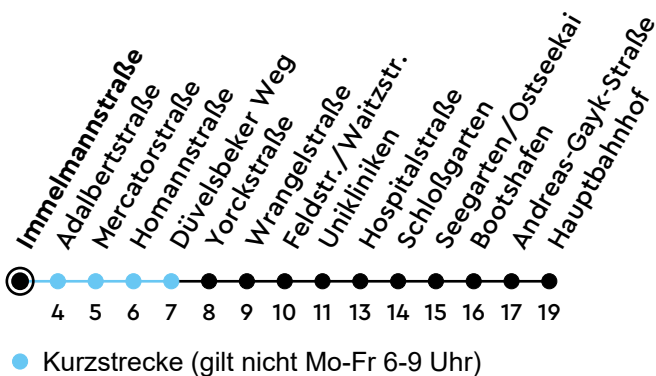 Immelmannstraße
Adalbertstraße
Mercatorstraße
Homannstraße
Düvelsbeker Weg
Yorckstraße
Wrangelstraße
Feldstr./Waitzstr.
Unikliniken
Hospitalstraße
Schloßgarten
Seegarten/Ostseekai
Bootshafen
Andreas-Gayk-Straße
Hauptbahnhof
4 5 6 7 8 9 10 11 13 14 15 16 17 19
Kurzstrecke (gilt nicht Mo-Fr 6-9 Uhr)